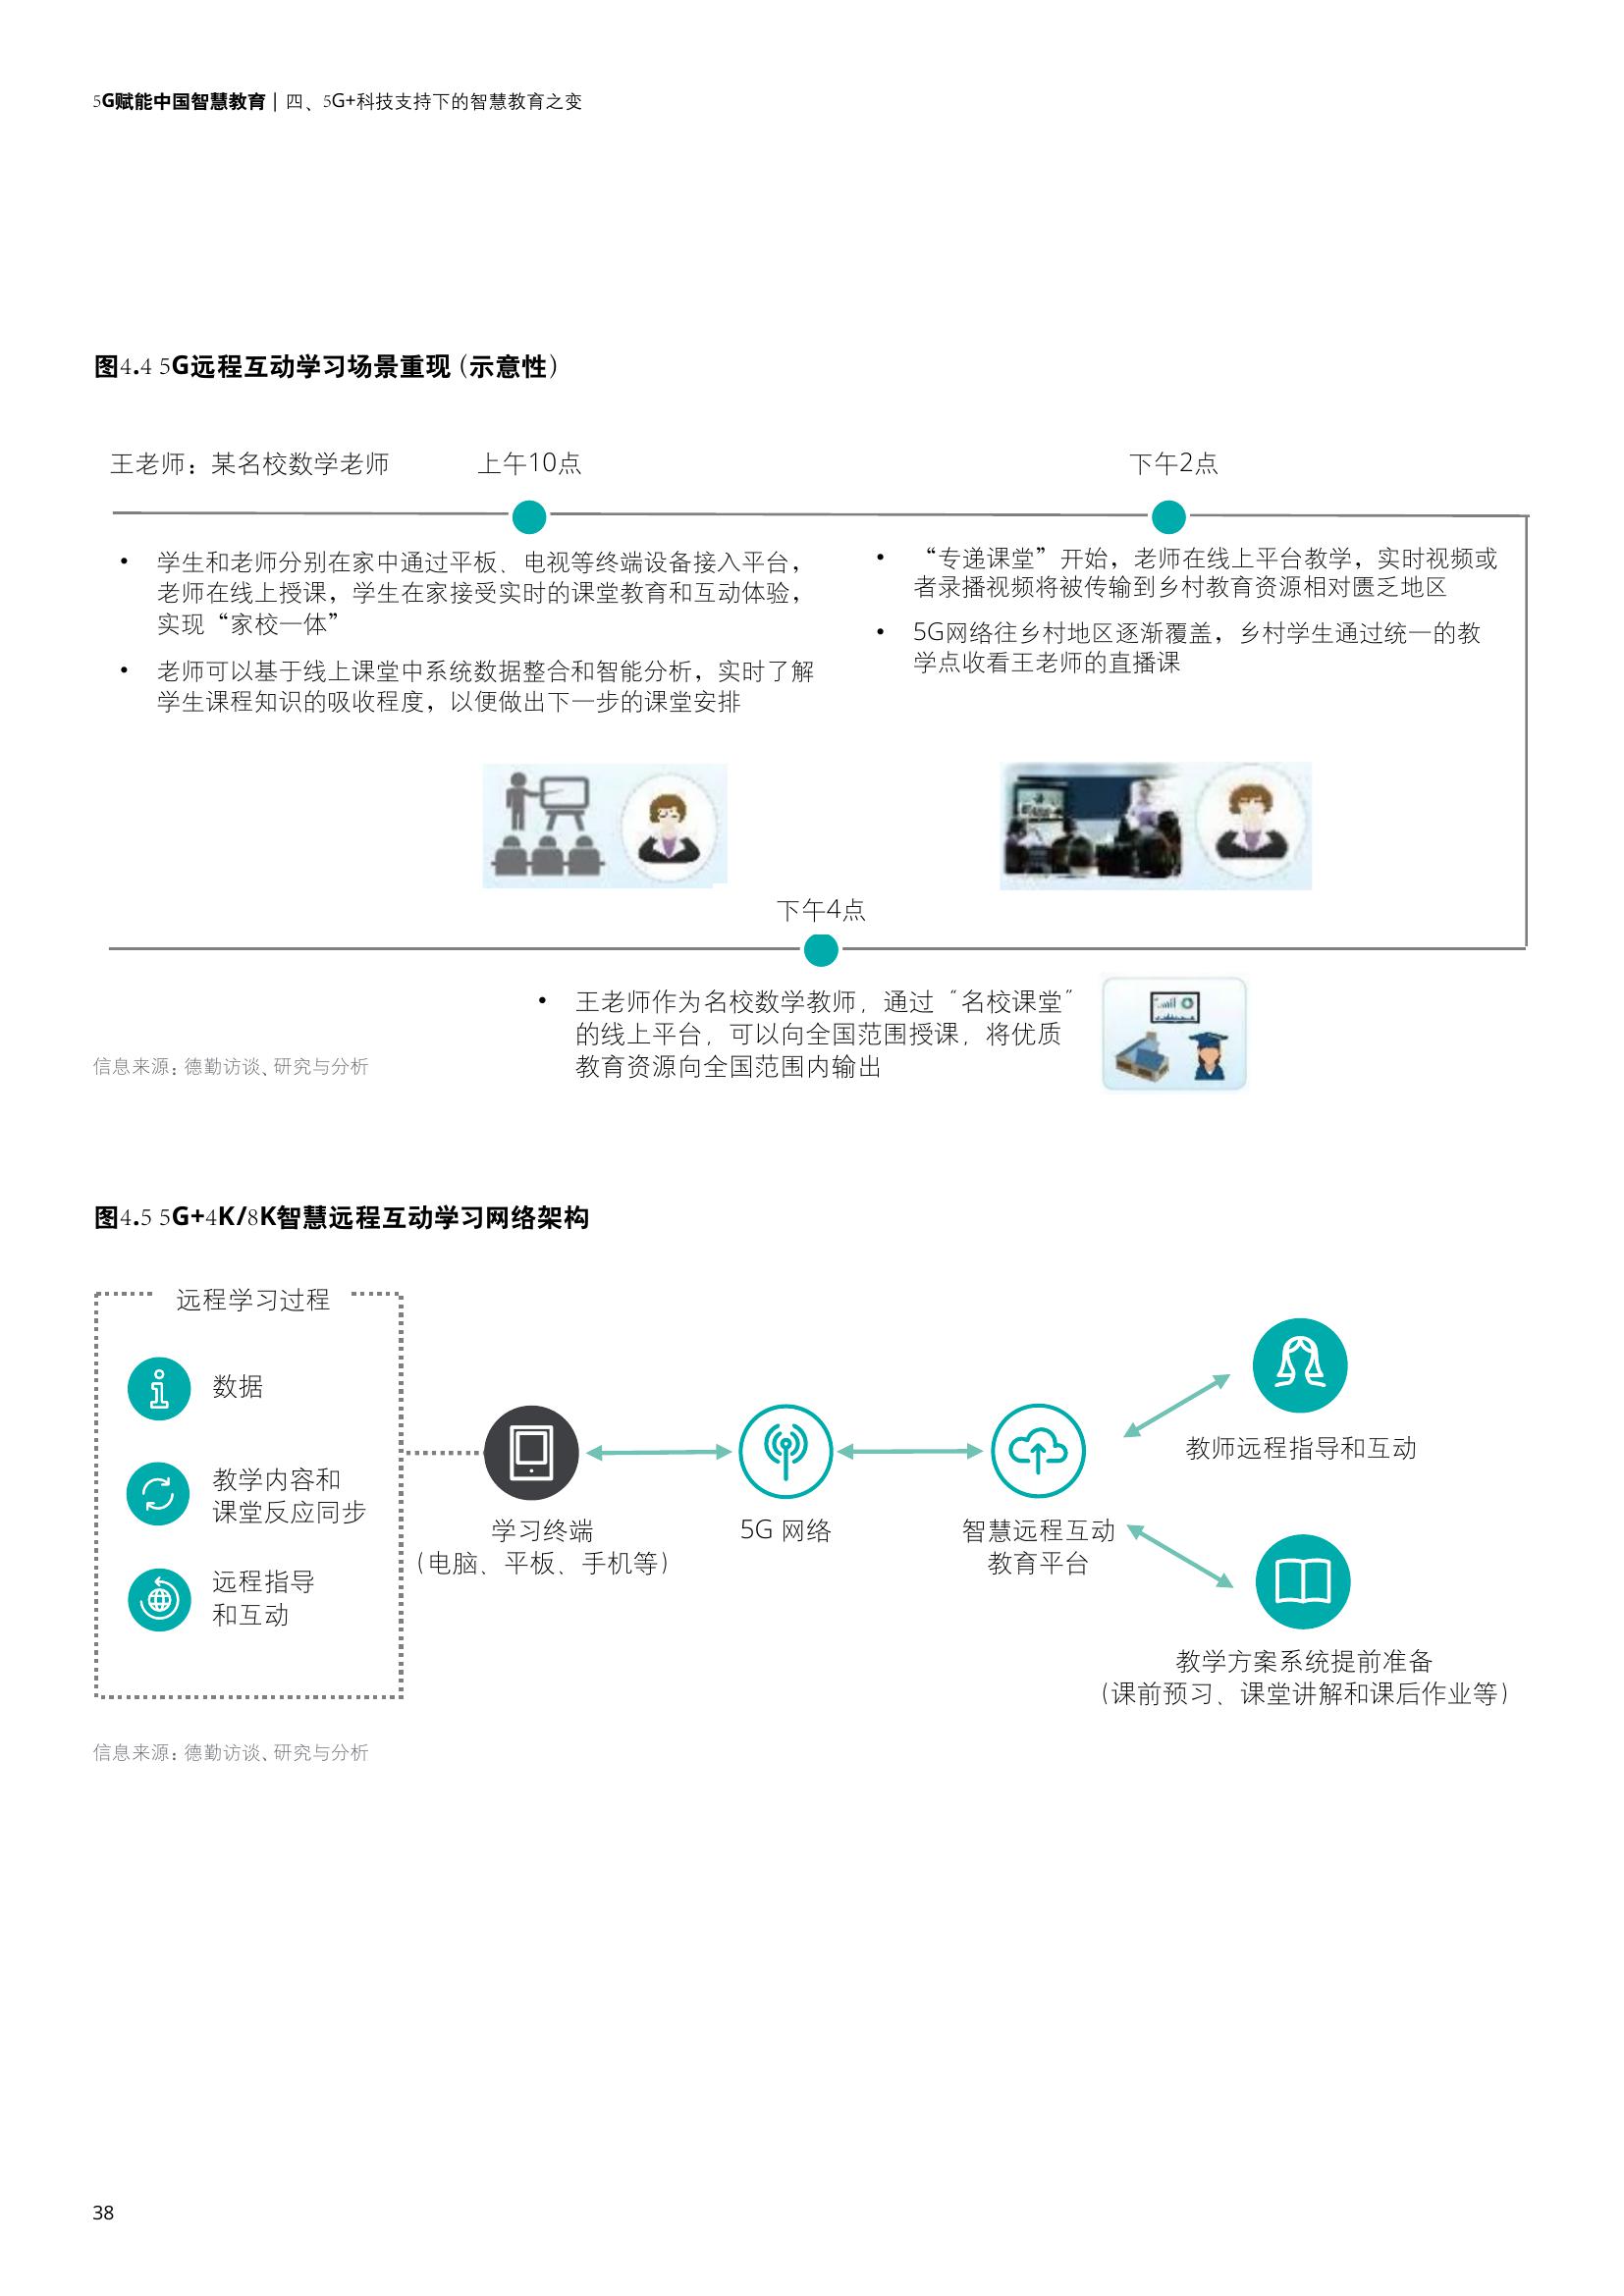 5G赋能中国智慧教育 | 四、5G+科技支持下的智慧教育之变
图4.4 5G远程互动学习场景重现(示意性)
王老师：某名校数学老师
上午10点
下午2点
• 学生和老师分别在家中通过平板、电视等终端设备接入平台，
老师在线上授课，学生在家接受实时的课堂教育和互动体验，
实现“家校一体”
• 老师可以基于线上课堂中系统数据整合和智能分析，实时了解
学生课程知识的吸收程度，以便做出下一步的课堂安排
• “专递课堂”开始，老师在线上平台教学，实时视频或
者录播视频将被传输到乡村教育资源相对匮乏地区
• 5G网络往乡村地区逐渐覆盖，乡村学生通过统一的教
学点收看王老师的直播课
下午4点
• 王老师作为名校数学教师，通过“名校课堂”
的线上平台，可以向全国范围授课，将优质
教育资源向全国范围内输出
信息来源：德勤访谈、研究与分析
图4.5 5G+4K/8K智慧远程互动学习网络架构
远程学习过程
数据
教学内容和
课堂反应同步
远程指导
和互动
学习终端
（电脑、平板、手机等）
5G 网络
智慧远程互动
教育平台
教师远程指导和互动
教学方案系统提前准备
（课前预习、课堂讲解和课后作业等）
信息来源：德勤访谈、研究与分析
38